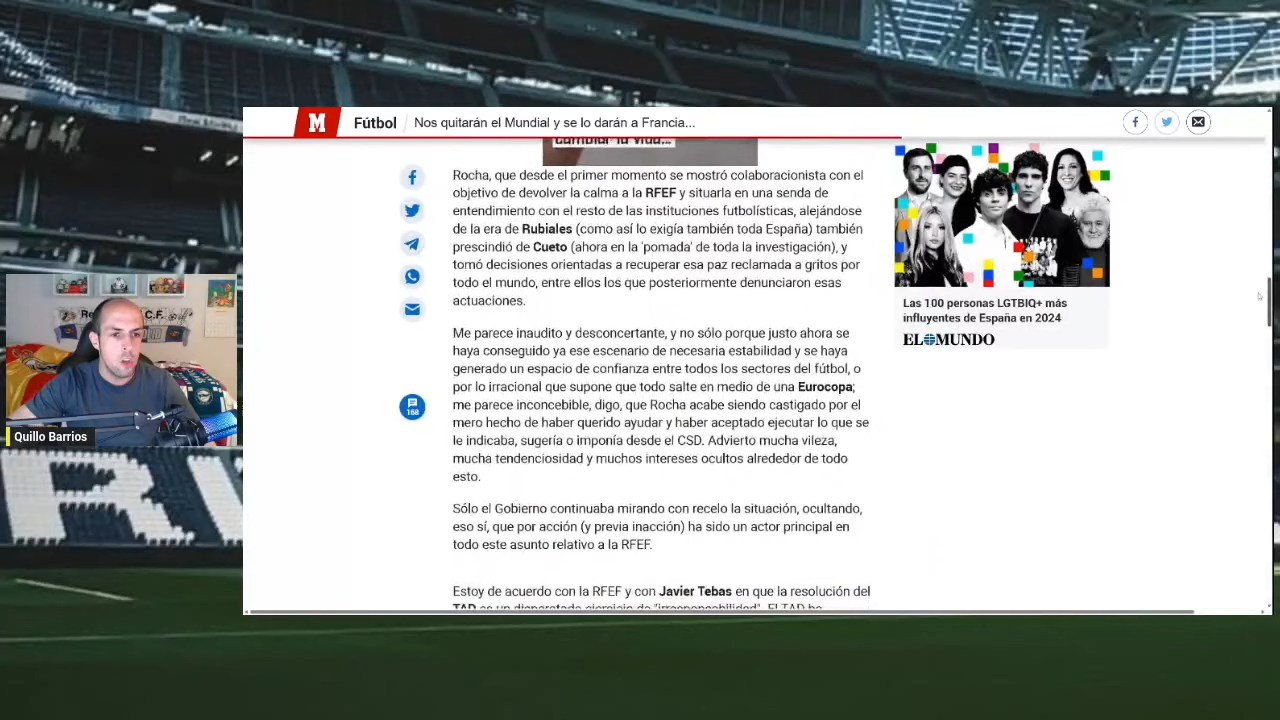 M
Fútbol
Nos quitarán el Mundial y se lo darán a Francia...
Rocha, que desde el primer momento se mostró colaboracionista con el
objetivo de devolver la calma a la RFEF y situarla en una senda de
entendimiento con el resto de las instituciones futbolísticas, alejándose
de la era de Rubiales (como así lo exigía también toda España) también
prescindió de Cueto (ahora en la 'pomada' de toda la investigación), y
tomó decisiones orientadas a recuperar esa paz reclamada a gritos por
todo el mundo, entre ellos los que posteriormente denunciaron esas
actuaciones.
Me parece inaudito y desconcertante, y no sólo porque justo ahora se
haya conseguido ya ese escenario de necesaria estabilidad y se haya
generado un espacio de confianza entre todos los sectores del fútbol, o
por lo irracional que supone que todo salte en medio de una Eurocopa;
me parece inconcebible, digo, que Rocha acabe siendo castigado por el
mero hecho de haber querido ayudar y haber aceptado ejecutar lo que se
le indicaba, sugería o imponía desde el CSD. Advierto mucha vileza,
mucha tendenciosidad y muchos intereses ocultos alrededor de todo
esto.
Sólo el Gobierno continuaba mirando con recelo la situación, ocultando,
eso sí, que por acción (y previa inacción) ha sido un actor principal en
todo este asunto relativo a la RFEF.
Estoy de acuerdo con la RFEF y con Javier Tebas en que la resolución del
168
Las 100 personas LGTBIQ+ más
influyentes de España en 2024
EL MUNDO
Quillo Barrios